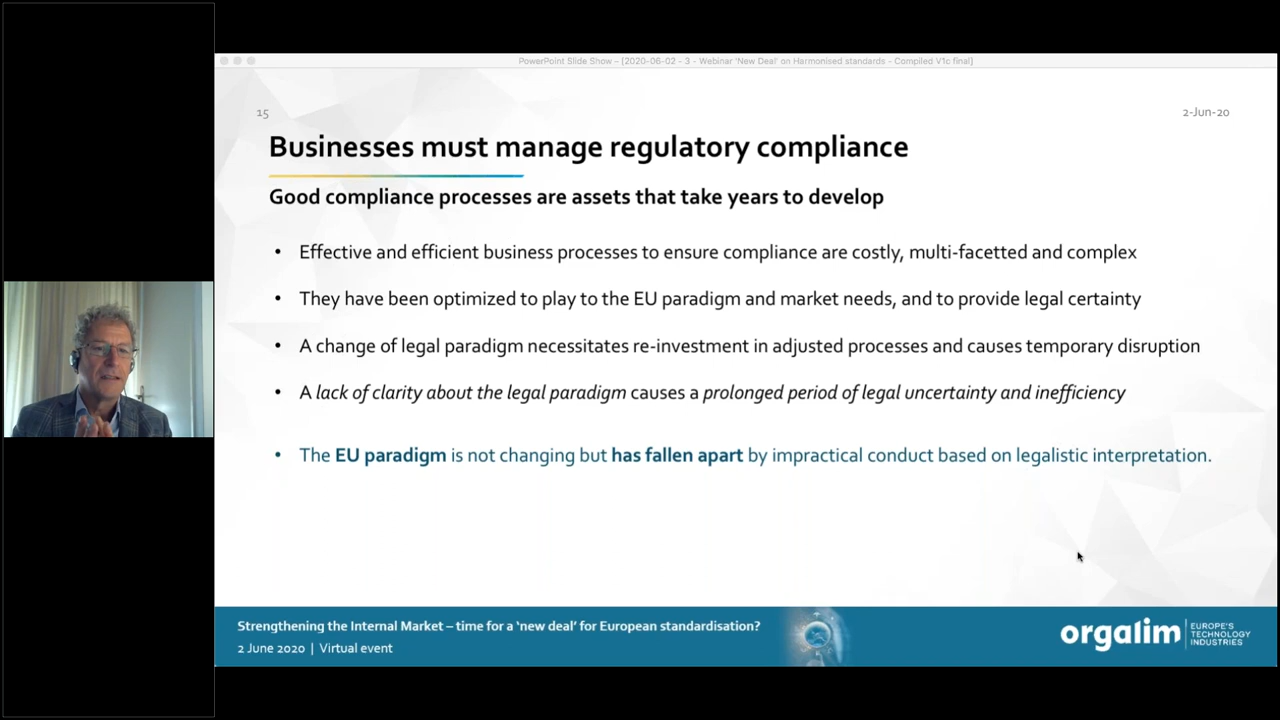 PowerPoint Slide Show – [2020-06-02 - 3 - Webinar 'New Deal' on Harmonised standards - Compiled V1c final]
15
2-Jun-20
Businesses must manage regulatory compliance
Good compliance processes are assets that take years to develop
• Effective and efficient business processes to ensure compliance are costly, multi-facetted and complex
• They have been optimized to play to the EU paradigm and market needs, and to provide legal certainty
• A change of legal paradigm necessitates re-investment in adjusted processes and causes temporary disruption
• A lack of clarity about the legal paradigm causes a prolonged period of legal uncertainty and inefficiency
• The EU paradigm is not changing but has fallen apart by impractical conduct based on legalistic interpretation.
Strengthening the Internal Market – time for a 'new deal' for European standardisation?
2 June 2020 | Virtual event
orgalim
EUROPE'S
TECHNOLOGY
INDUSTRIES